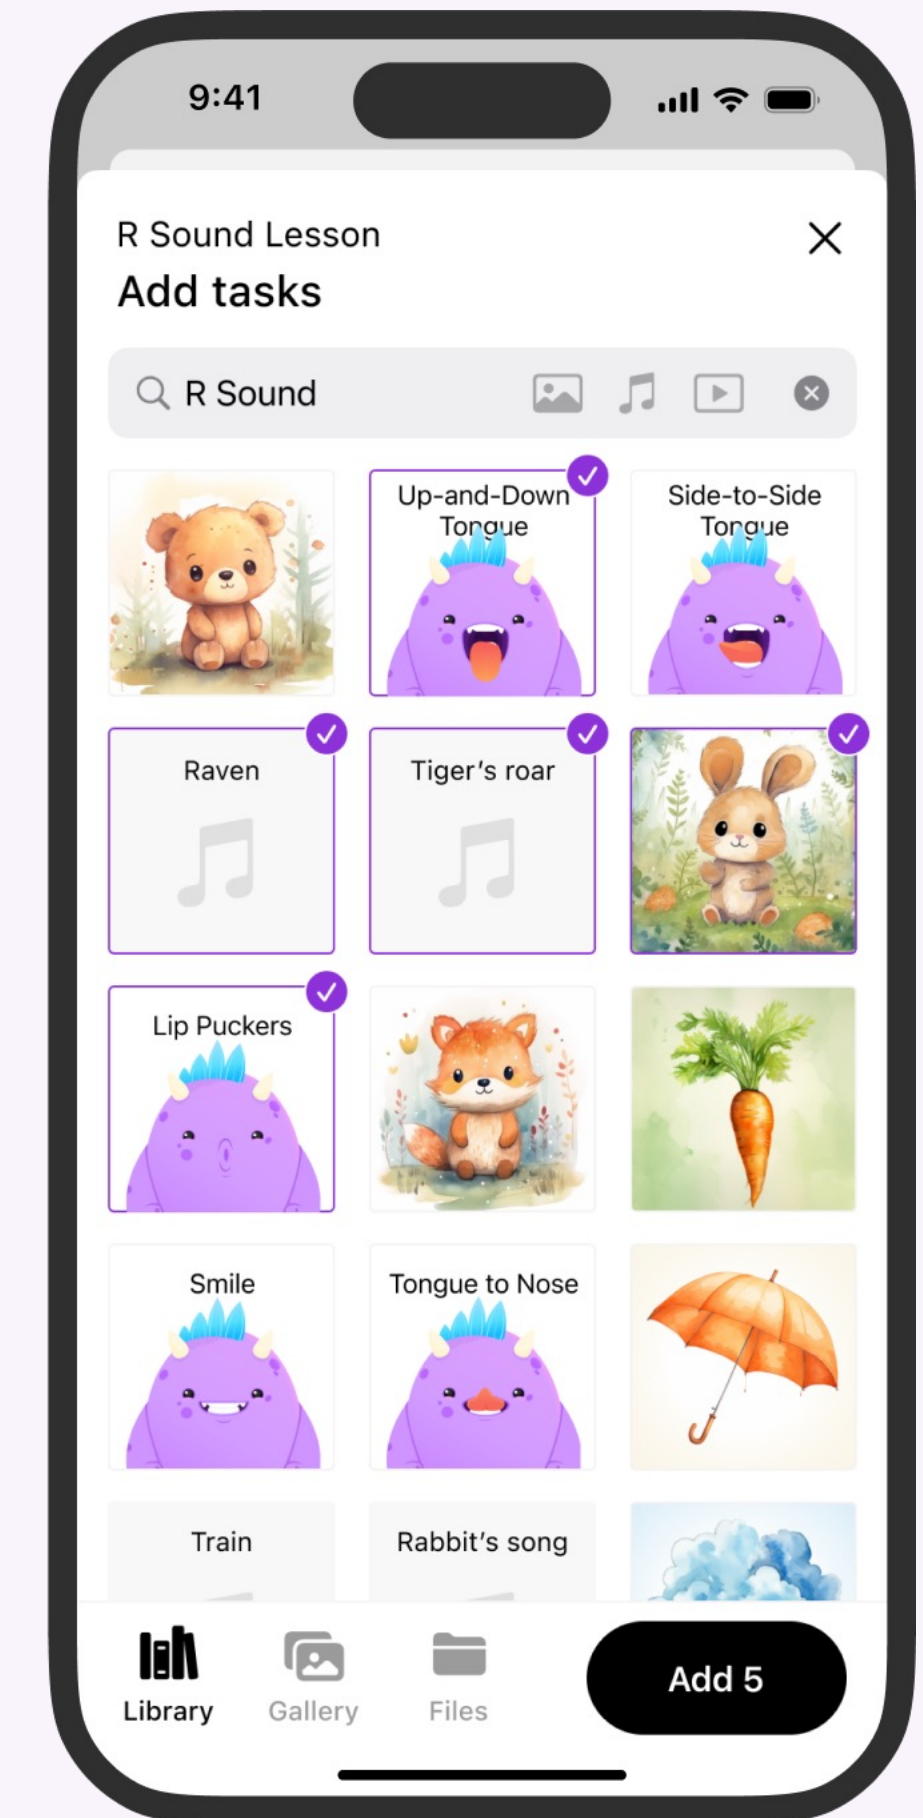 9:41
R Sound Lesson
Add tasks
R Sound
Up-and-Down
Tongue
Side-to-Side
Tongue
Raven
Tiger's roar
Lip Puckers
Smile
Tongue to Nose
Train
Rabbit's song
Library
Gallery
Files
Add 5